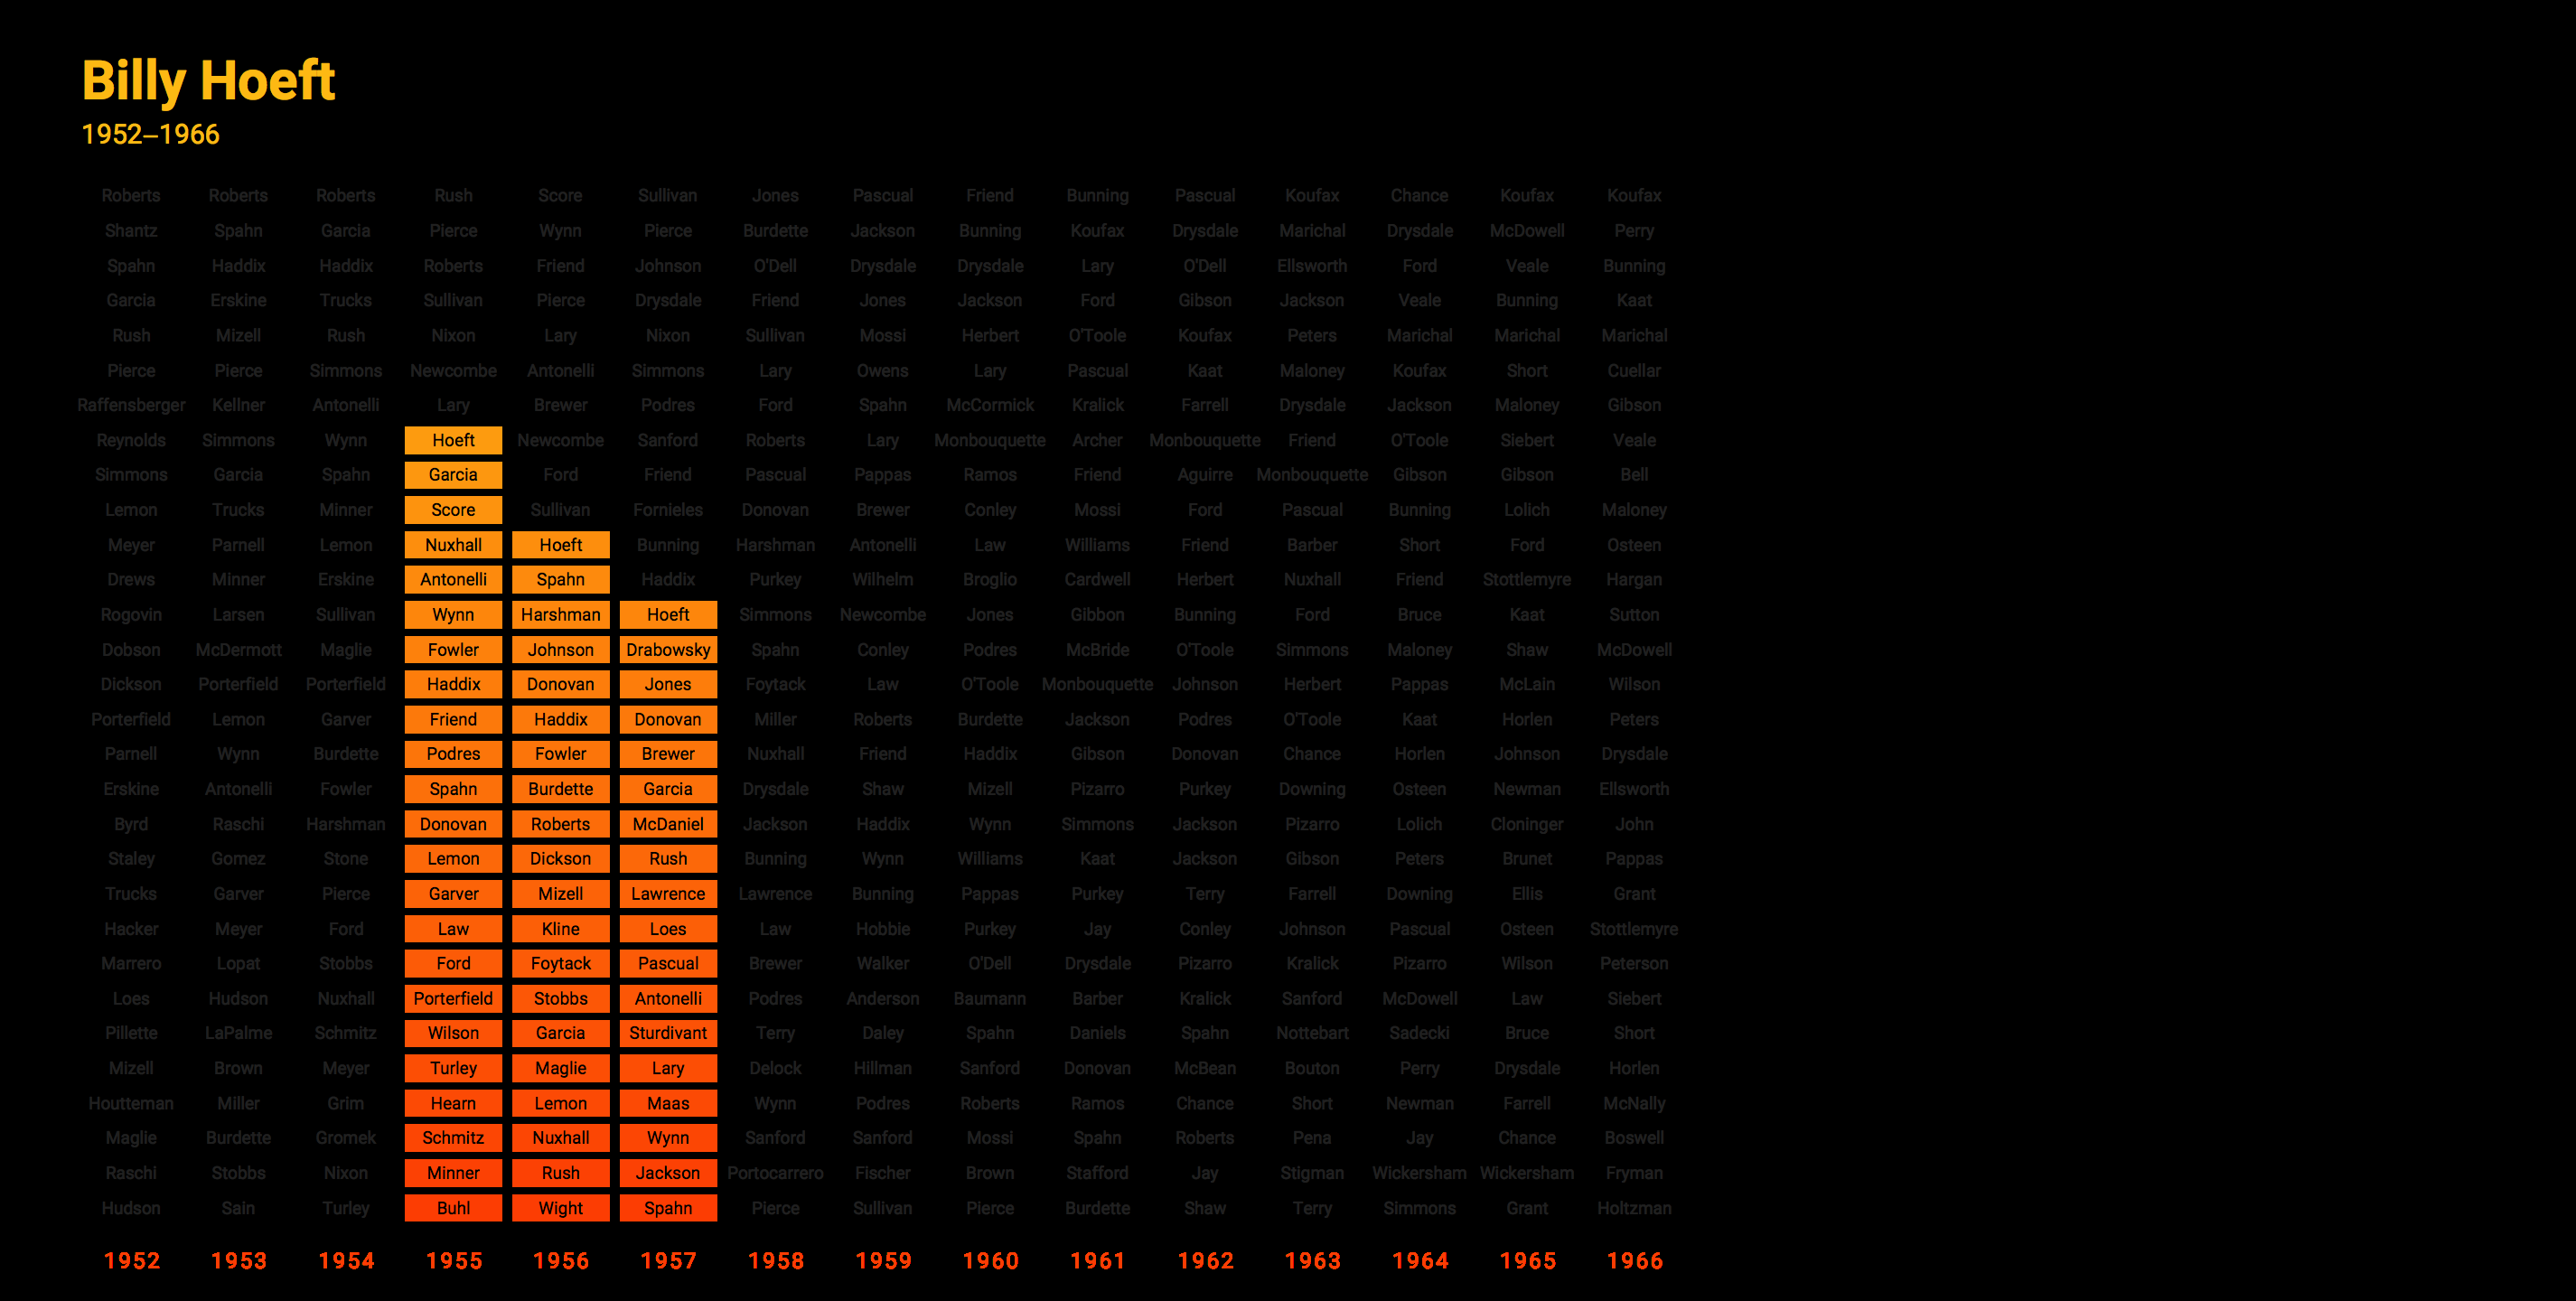 Billy Hoeft
1952–1966
Roberts Roberts Roberts Rush Score Sullivan Jones Pascual Friend Bunning Pascual Koufax Chance Koufax Koufax
Shantz Spahn Garcia Pierce Wynn Pierce Burdette Jackson Bunning Koufax Drysdale Marichal Drysdale McDowell Perry
Spahn Haddix Haddix Roberts Friend Johnson O'Dell Drysdale Drysdale Lary O'Dell Ellsworth Ford Veale Bunning
Garcia Erskine Trucks Sullivan Pierce Drysdale Friend Jones Jackson Ford Gibson Jackson Veale Bunning Kaat
Rush Mizell Rush Nixon Lary Nixon Sullivan Mossi Herbert O'Toole Koufax Peters Marichal Marichal Marichal
Pierce Pierce Simmons Newcombe Antonelli Simmons Lary Owens Lary Pascual Kaat Maloney Koufax Short Cuellar
Raffensberger Kellner Antonelli Lary Brewer Podres Ford Spahn McCormick Kralick Farrell Drysdale Jackson Maloney Gibson
Reynolds Simmons Wynn Hoeft Newcombe Sanford Roberts Lary Monbouquette Archer Monbouquette Friend O'Toole Siebert Veale
Simmons Garcia Spahn Garcia Ford Friend Pascual Pappas Ramos Friend Aguirre Monbouquette Gibson Gibson Bell
Lemon Trucks Minner Score Sullivan Fornieles Donovan Brewer Conley Mossi Ford Pascual Bunning Lolich Maloney
Meyer Parnell Lemon Nuxhall Hoeft Bunning Harshman Antonelli Law Williams Friend Barber Short Ford Osteen
Drews Minner Erskine Antonelli Spahn Haddix Purkey Wilhelm Broglio Cardwell Herbert Nuxhall Friend Stottlemyre Hargan
Rogovin Larsen Sullivan Wynn Harshman Hoeft Simmons Newcombe Jones Gibbon Bunning Ford Bruce Kaat Sutton
Dobson McDermott Maglie Fowler Johnson Drabowsky Spahn Conley Podres McBride O'Toole Simmons Maloney Shaw McDowell
Dickson Porterfield Porterfield Haddix Donovan Jones Foytack Law O'Toole Monbouquette Johnson Herbert Pappas McLain Wilson
Porterfield Lemon Garver Friend Haddix Donovan Miller Roberts Burdette Jackson Podres O'Toole Kaat Horlen Peters
Parnell Wynn Burdette Podres Fowler Brewer Nuxhall Friend Haddix Gibson Donovan Chance Horlen Johnson Drysdale
Erskine Antonelli Fowler Spahn Burdette Garcia Drysdale Shaw Mizell Pizarro Purkey Downing Osteen Newman Ellsworth
Byrd Raschi Harshman Donovan Roberts McDaniel Jackson Haddix Wynn Simmons Jackson Pizarro Lolich Cloninger John
Staley Gomez Stone Lemon Dickson Rush Bunning Wynn Williams Kaat Jackson Gibson Peters Brunet Pappas
Trucks Garver Pierce Garver Mizell Lawrence Lawrence Bunning Pappas Purkey Terry Farrell Downing Ellis Grant
Hacker Meyer Ford Law Kline Loes Law Hobbie Purkey Jay Conley Johnson Pascual Osteen Stottlemyre
Marrero Lopat Stobbs Ford Foytack Pascual Brewer Walker O'Dell Drysdale Pizarro Kralick Pizarro Wilson Peterson
Loes Hudson Nuxhall Porterfield Stobbs Antonelli Podres Anderson Baumann Barber Kralick Sanford McDowell Law Siebert
Pillette LaPalme Schmitz Wilson Garcia Sturdivant Terry Daley Spahn Daniels Spahn Nottebart Sadecki Bruce Short
Mizell Brown Meyer Turley Maglie Lary Delock Hillman Sanford Donovan McBean Bouton Perry Drysdale Horlen
Houtteman Miller Grim Hearn Lemon Maas Wynn Podres Roberts Ramos Chance Short Newman Farrell McNally
Maglie Burdette Gromek Schmitz Nuxhall Wynn Sanford Sanford Mossi Spahn Roberts Pena Jay Chance Boswell
Raschi Stobbs Nixon Minner Rush Jackson Portocarrero Fischer Brown Stafford Jay Stigman Wickersham Wickersham Fryman
Hudson Sain Turley Buhl Wight Spahn Pierce Sullivan Pierce Burdette Shaw Terry Simmons Grant Holtzman
1952 1953 1954 1955 1956 1957 1958 1959 1960 1961 1962 1963 1964 1965 1966